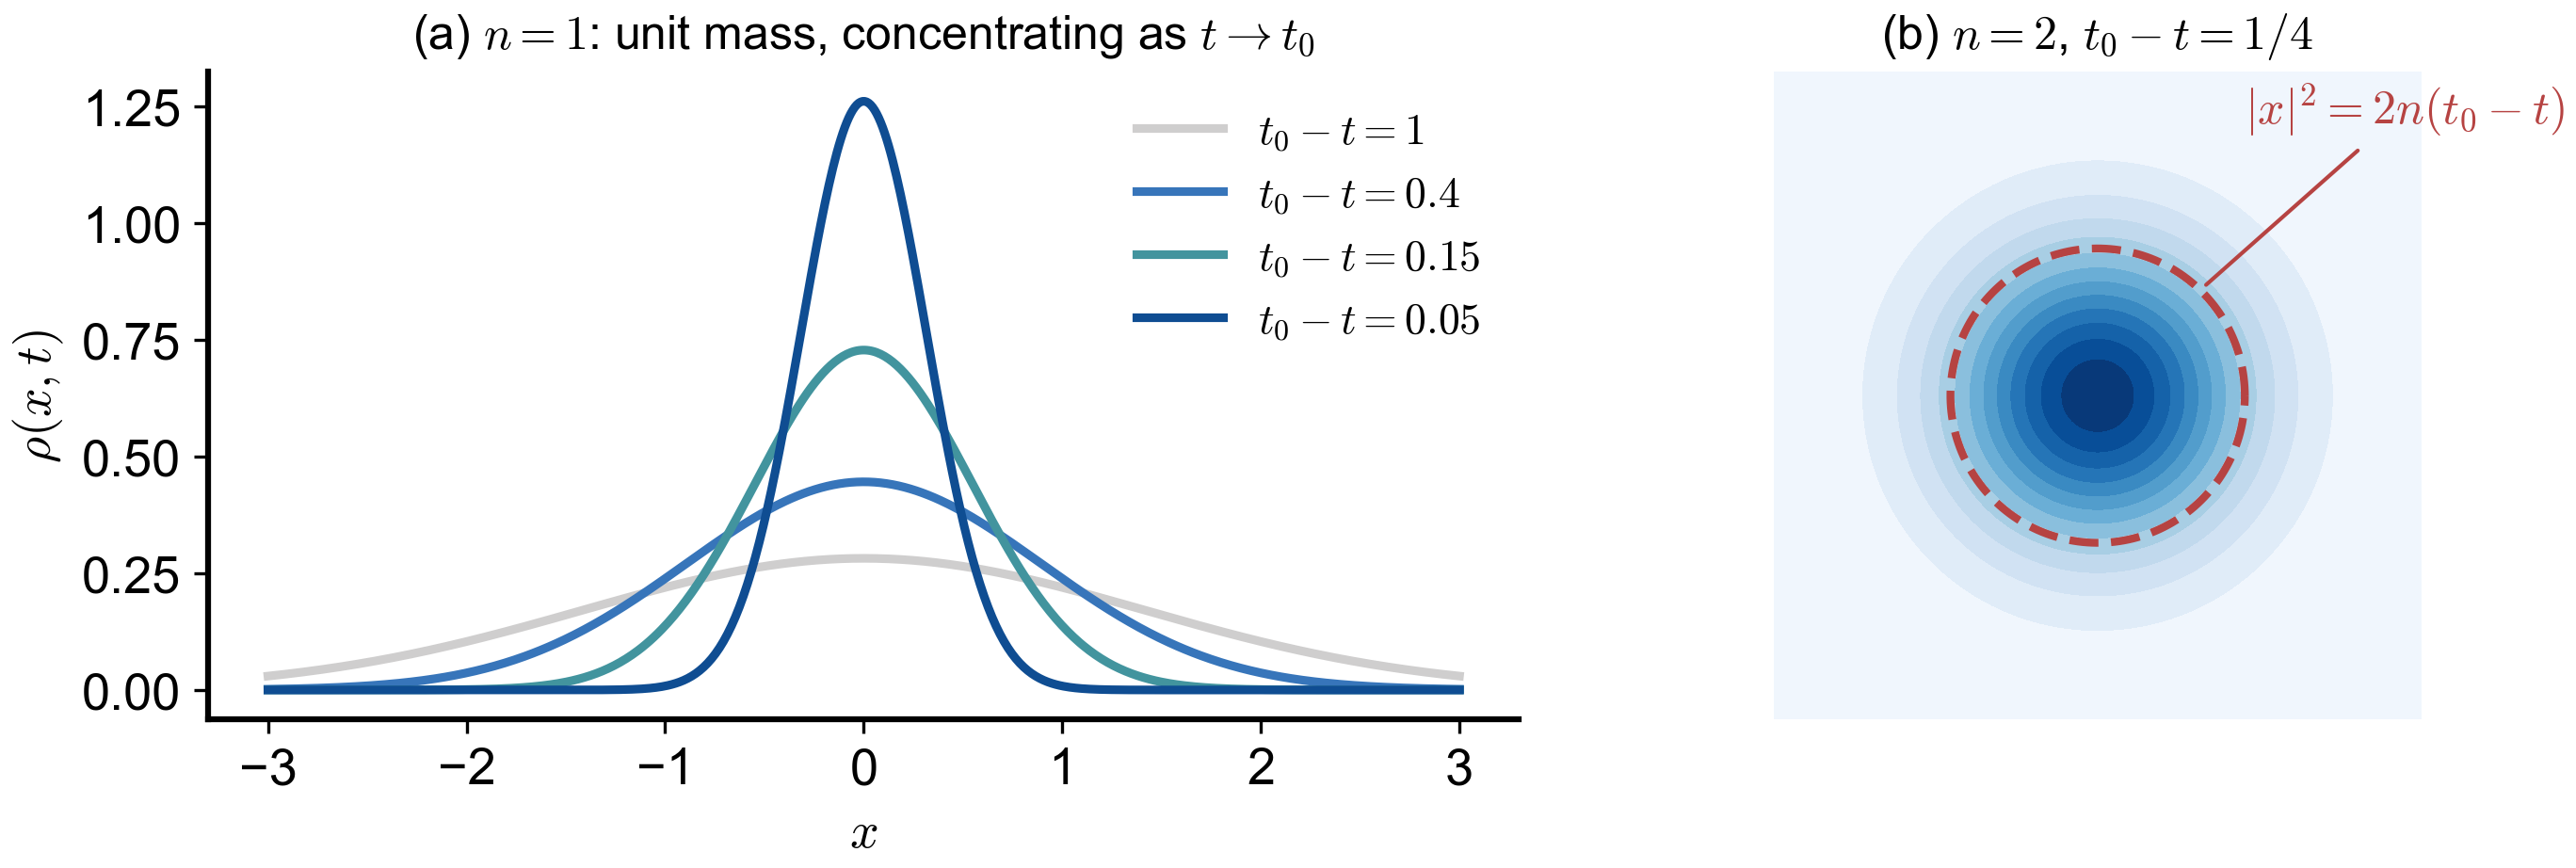 (a) n = 1: unit mass, concentrating as t → t₀
1.25
1.00
0.75
0.50
0.25
0.00
ρ(x, t)
−3 −2 −1 0 1 2 3
x
t₀ − t = 1
t₀ − t = 0.4
t₀ − t = 0.15
t₀ − t = 0.05
(b) n = 2, t₀ − t = 1/4
|x|² = 2n(t₀ − t)